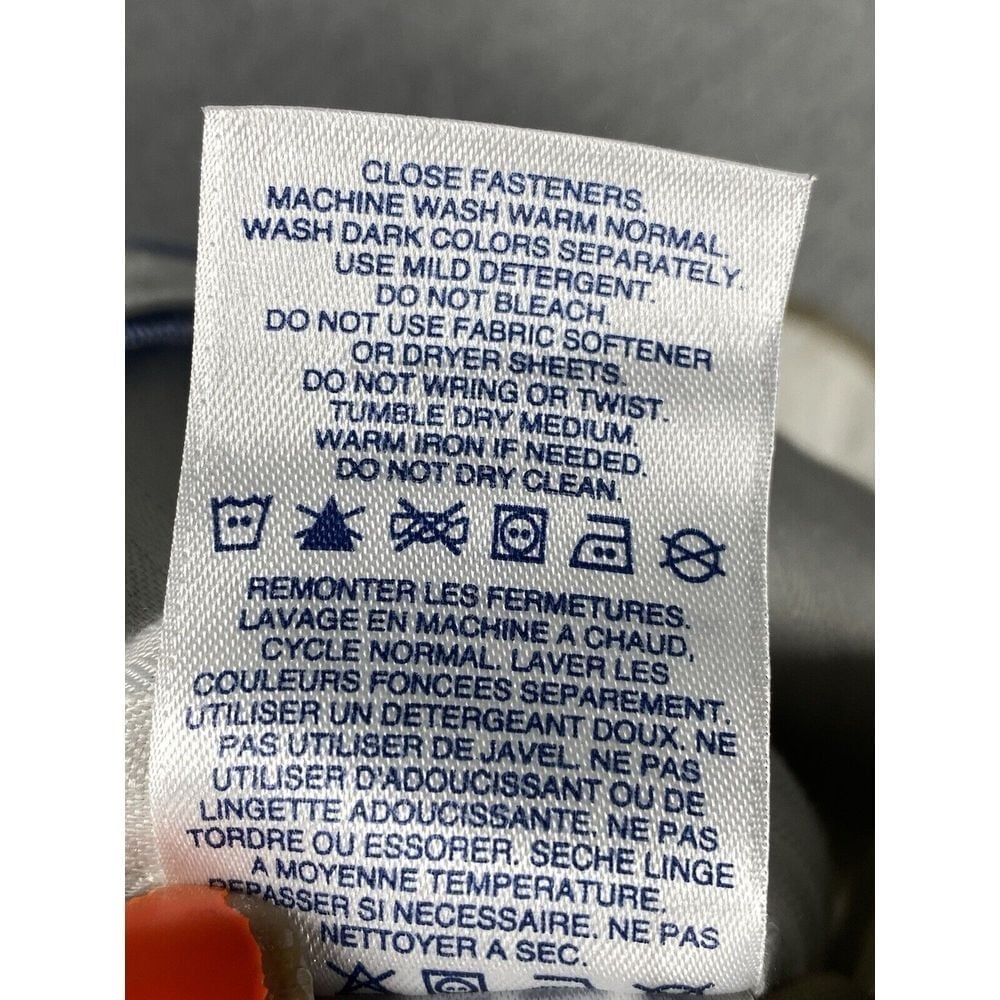 CLOSE FASTENERS.
MACHINE WASH WARM NORMAL.
WASH DARK COLORS SEPARATELY.
USE MILD DETERGENT.
DO NOT BLEACH.
DO NOT USE FABRIC SOFTENER
OR DRYER SHEETS.
DO NOT WRING OR TWIST.
TUMBLE DRY MEDIUM.
WARM IRON IF NEEDED.
DO NOT DRY CLEAN.
REMONTER LES FERMETURES.
LAVAGE EN MACHINE A CHAUD,
CYCLE NORMAL. LAVER LES
COULEURS FONCEES SEPAREMENT.
UTILISER UN DETERGEANT DOUX. NE
PAS UTILISER DE JAVEL. NE PAS
UTILISER D'ADOUCISSANT OU DE
LINGETTE ADOUCISSANTE. NE PAS
TORDRE OU ESSORER. SECHE LINGE
A MOYENNE TEMPERATURE.
REPASSER SI NECESSAIRE. NE PAS
NETTOYER A SEC.